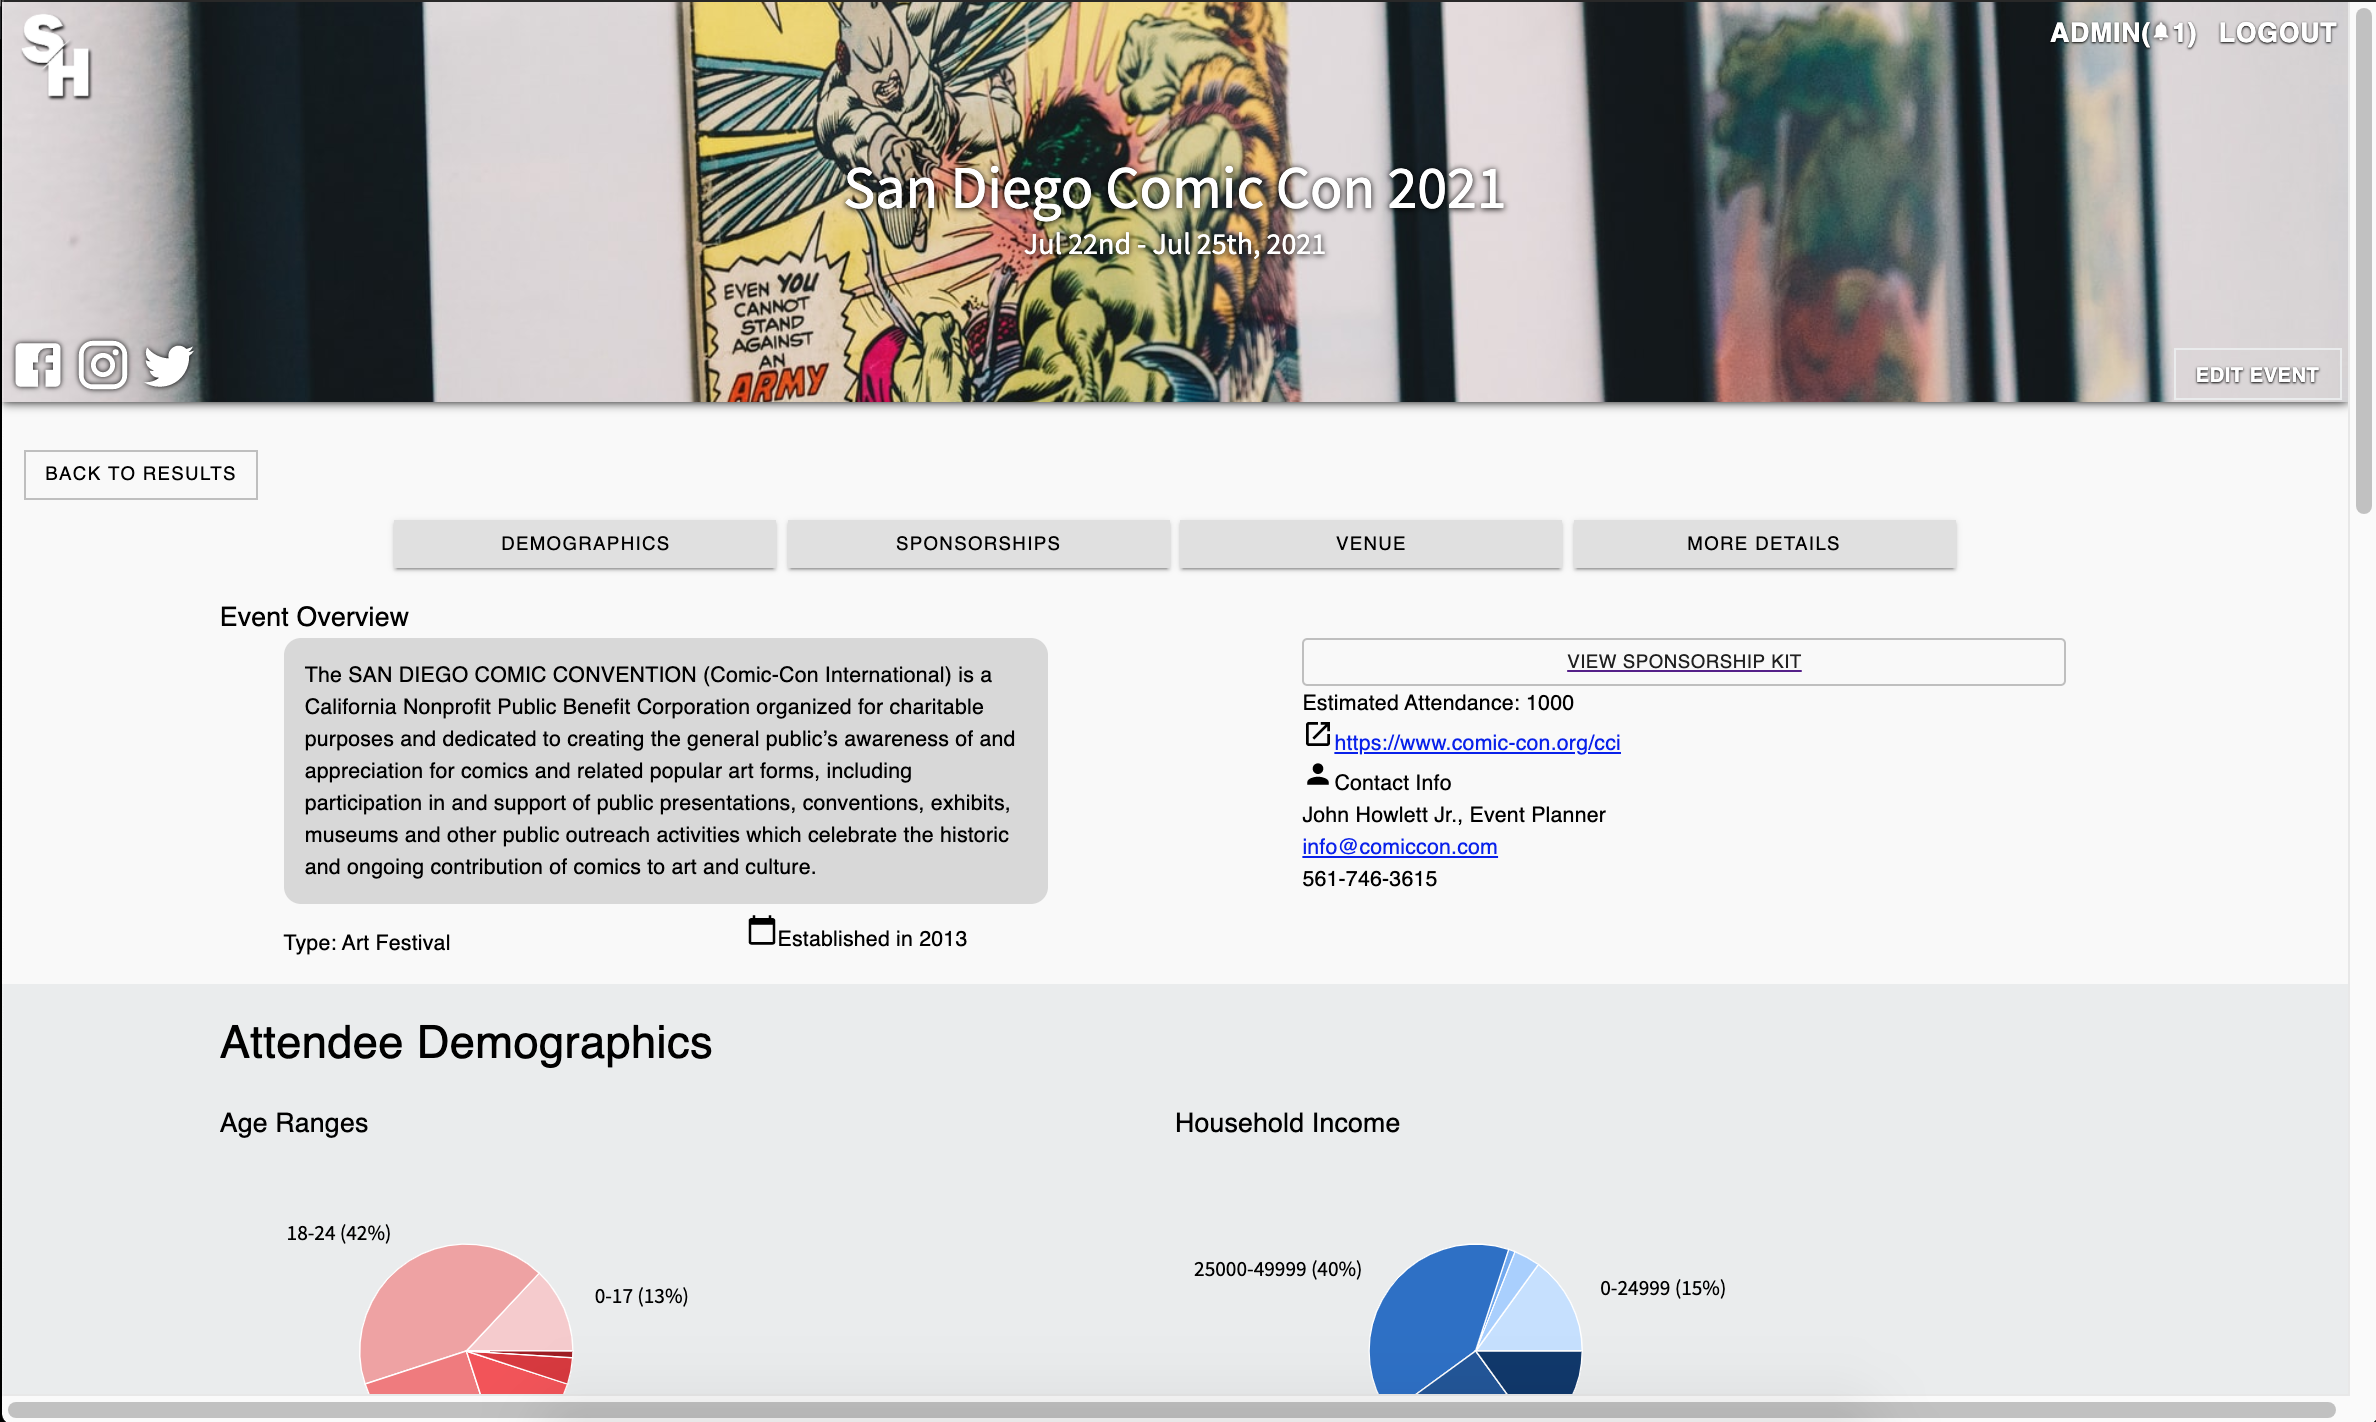 SH
ADMIN(1) LOGOUT
San Diego Comic Con 2021
Jul 22nd - Jul 25th, 2021
EVEN YOU
CANNOT
STAND
AGAINST
AN
ARMY
EDIT EVENT
BACK TO RESULTS
DEMOGRAPHICS
SPONSORSHIPS
VENUE
MORE DETAILS
Event Overview
The SAN DIEGO COMIC CONVENTION (Comic-Con International) is a
California Nonprofit Public Benefit Corporation organized for charitable
purposes and dedicated to creating the general public’s awareness of and
appreciation for comics and related popular art forms, including
participation in and support of public presentations, conventions, exhibits,
museums and other public outreach activities which celebrate the historic
and ongoing contribution of comics to art and culture.
Type: Art Festival
Established in 2013
VIEW SPONSORSHIP KIT
Estimated Attendance: 1000
https://www.comic-con.org/cci
Contact Info
John Howlett Jr., Event Planner
info@comiccon.com
561-746-3615
Attendee Demographics
Age Ranges
18-24 (42%)
0-17 (13%)
Household Income
25000-49999 (40%)
0-24999 (15%)